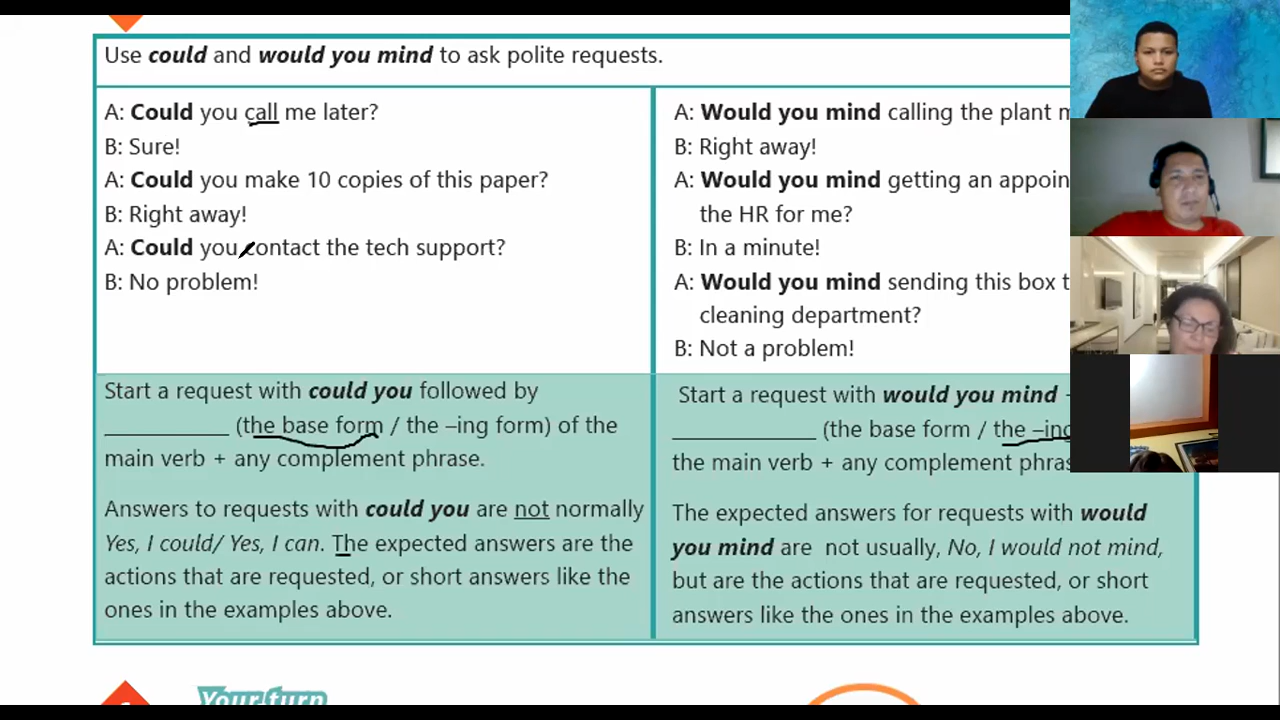 Use could and would you mind to ask polite requests.
A: Could you call me later?
B: Sure!
A: Could you make 10 copies of this paper?
B: Right away!
A: Could you contact the tech support?
B: No problem!
A: Would you mind calling the plant
B: Right away!
A: Would you mind getting an appoin
the HR for me?
B: In a minute!
A: Would you mind sending this box t
cleaning department?
B: Not a problem!
Start a request with could you followed by
__________ (the base form / the –ing form) of the
main verb + any complement phrase.
Answers to requests with could you are not normally
Yes, I could/ Yes, I can. The expected answers are the
actions that are requested, or short answers like the
ones in the examples above.
Start a request with would you mind
____________ (the base form / the –ing
the main verb + any complement phras
The expected answers for requests with would
you mind are not usually, No, I would not mind,
but are the actions that are requested, or short
answers like the ones in the examples above.
Your turn